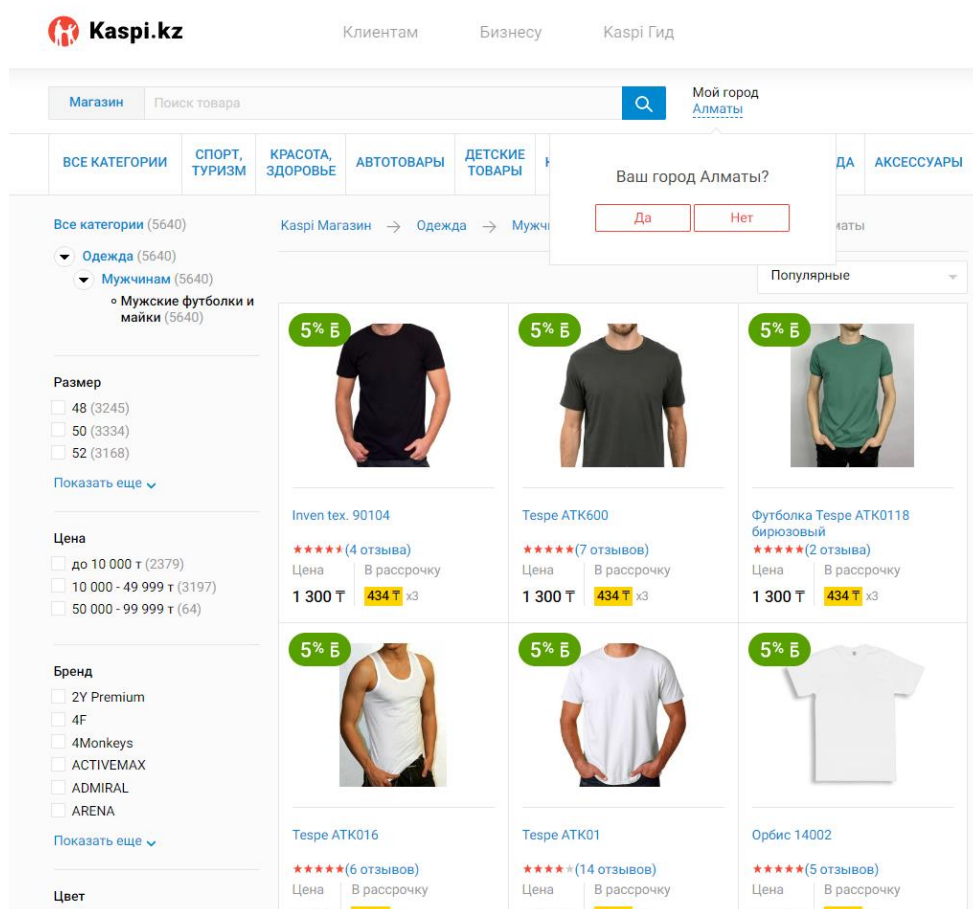 Kaspi.kz
Клиентам Бизнесу Kaspi Гид
Магазин Поиск товара
Мой город
Алматы
ВСЕ КАТЕГОРИИ
СПОРТ,
ТУРИЗМ
КРАСОТА,
ЗДОРОВЬЕ
АВТОТОВАРЫ
ДЕТСКИЕ
ТОВАРЫ
АКСЕССУАРЫ
Ваш город Алматы?
Да Нет
Все категории (5640)
Одежда (5640)
Мужчинам (5640)
Мужские футболки и
майки (5640)
Kaspi Магазин → Одежда →
Популярные
Размер
48 (3245)
50 (3334)
52 (3168)
Показать еще
Цена
до 10 000 т (2379)
10 000 - 49 999 т (3197)
50 000 - 99 999 т (64)
Бренд
2Y Premium
4F
4Monkeys
ACTIVEMAX
ADMIRAL
ARENA
Показать еще
Цвет
5% Б
Inven tex. 90104
(4 отзыва)
Цена В рассрочку
1 300 ₸ 434 ₸ x3
5% Б
Tespe ATK600
(7 отзывов)
Цена В рассрочку
1 300 ₸ 434 ₸ x3
5% Б
Футболка Tespe ATK0118
бирюзовый
(2 отзыва)
Цена В рассрочку
1 300 ₸ 434 ₸ x3
5% Б
Tespe ATK016
(6 отзывов)
Цена В рассрочку
5% Б
Tespe ATK01
(14 отзывов)
Цена В рассрочку
5% Б
Орбис 14002
(5 отзывов)
Цена В рассрочку